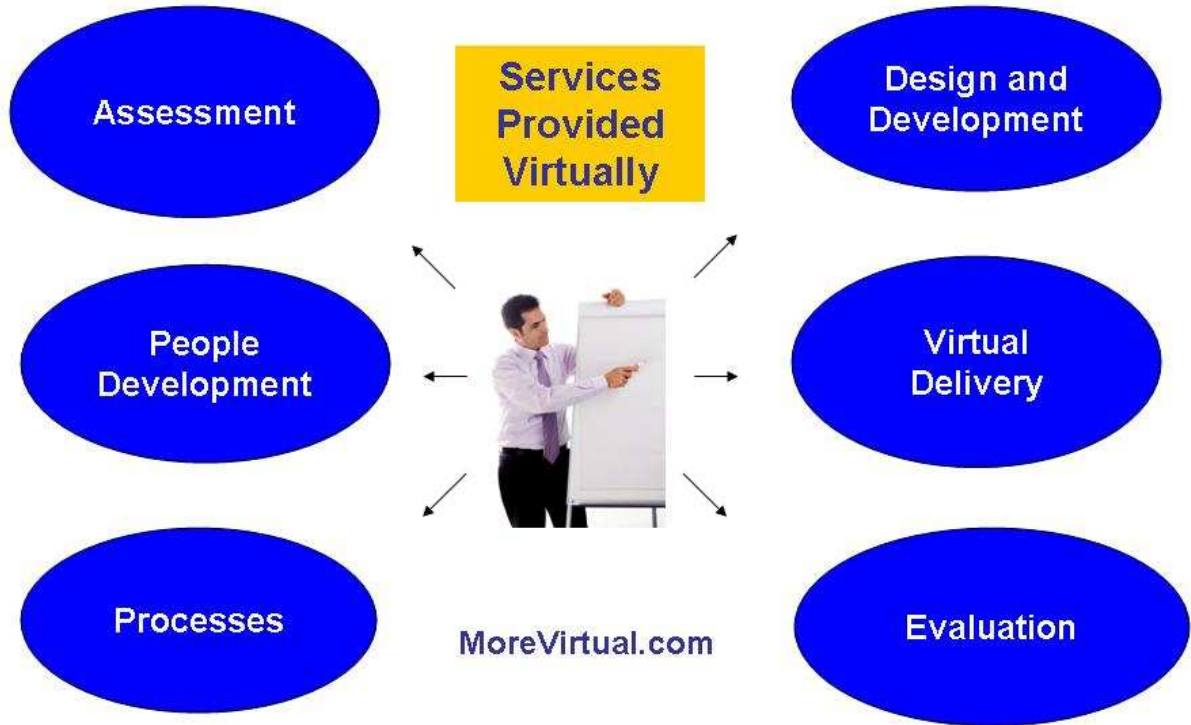 Assessment
Services
Provided
Virtually
Design and
Development
People
Development
Virtual
Delivery
Processes
MoreVirtual.com
Evaluation